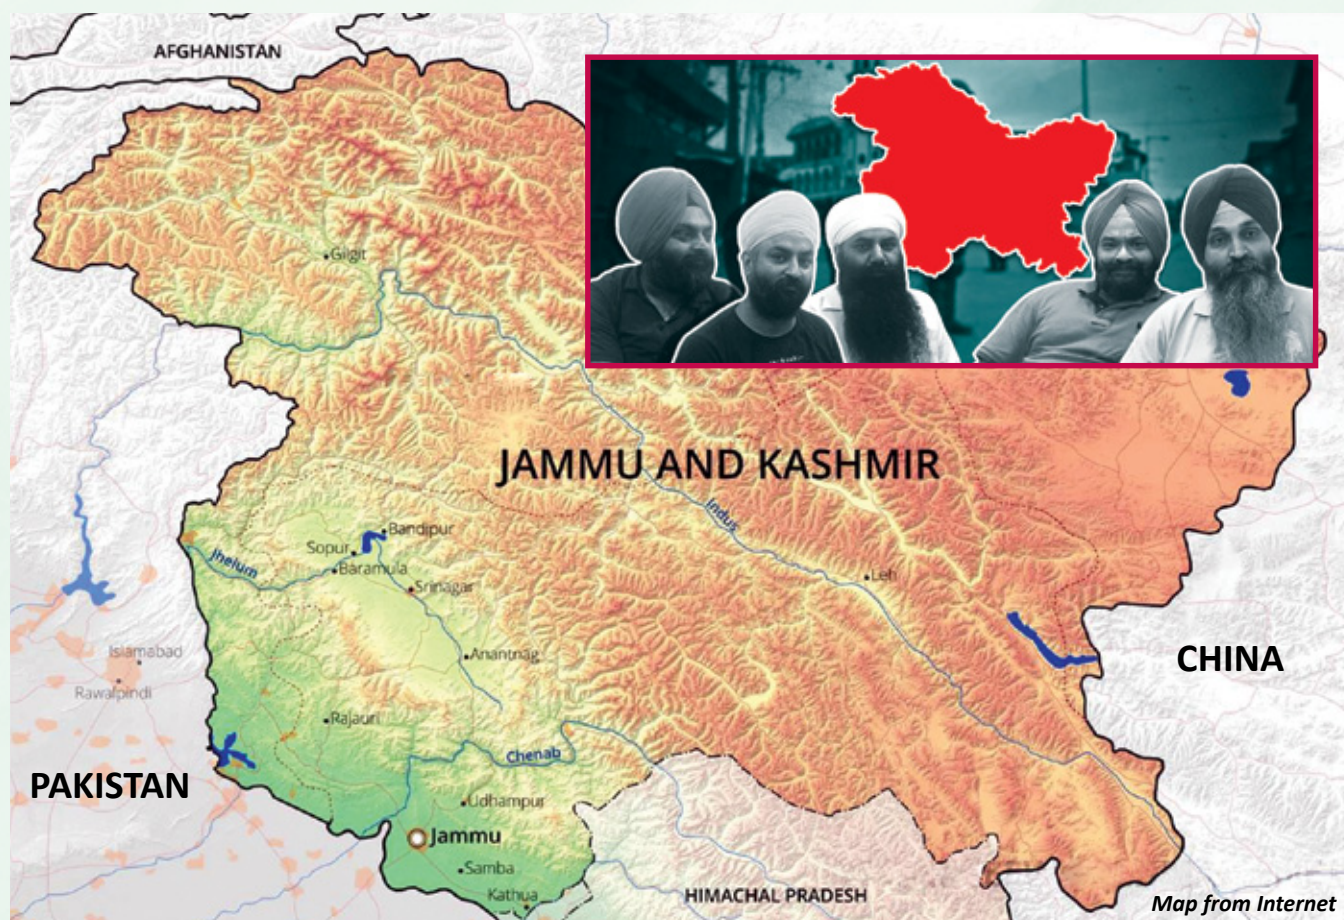 AFGHANISTAN
Gilgit
JAMMU AND KASHMIR
Indus
Bandipur
Sopur
Jhelum
Baramula
Srinagar
Leh
Islamabad
Anantnag
CHINA
Rawalpindi
Rajauri
Chenab
PAKISTAN
Udhampur
Jammu
Samba
Kathua
HIMACHAL PRADESH
Map from Internet